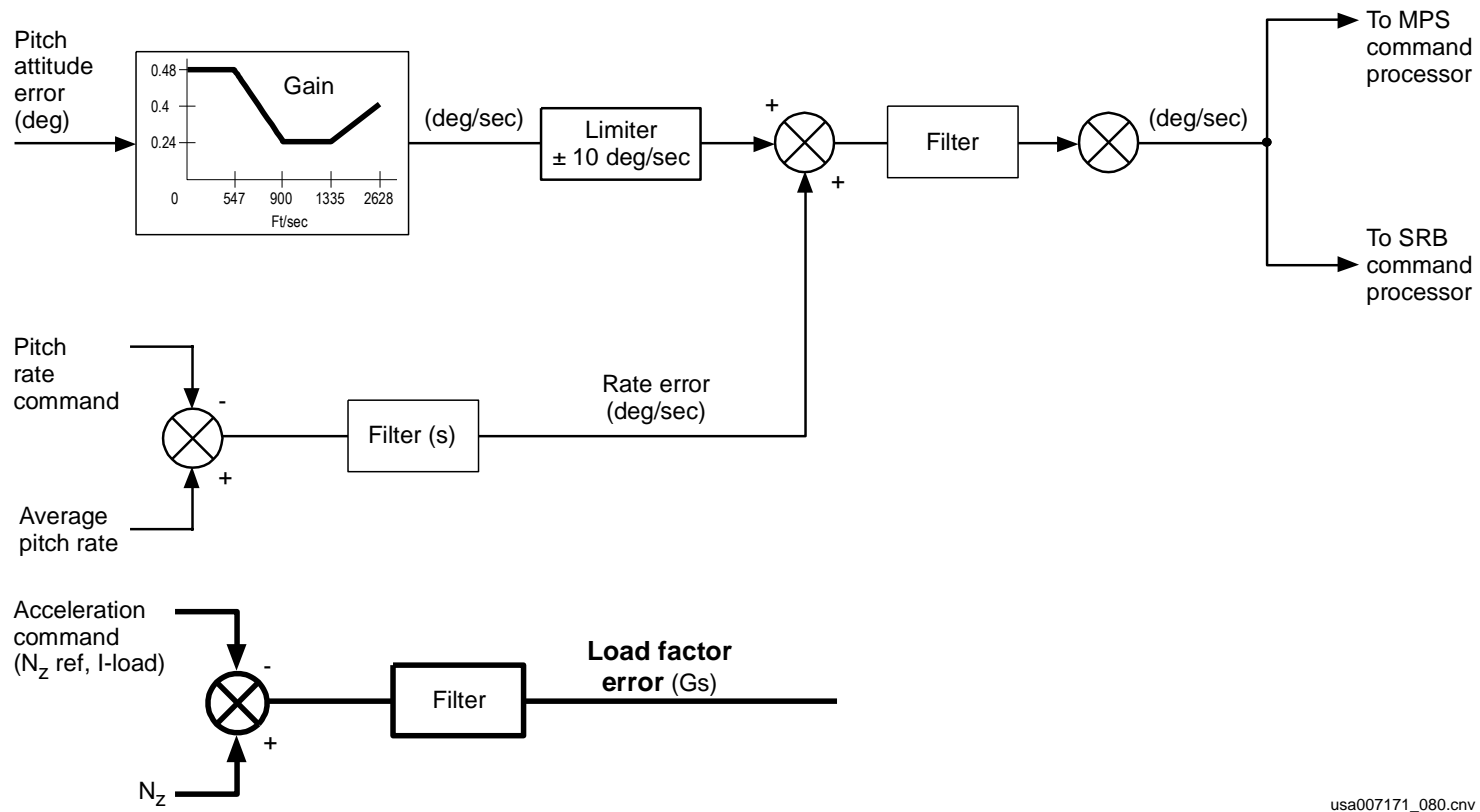 Pitch
attitude
error
(deg)
0.48
0.4
0.24
Gain
0 547 900 1335 2628
Ft/sec
(deg/sec)
Limiter
± 10 deg/sec
+
+
Filter
(deg/sec)
To MPS
command
processor
To SRB
command
processor
Pitch
rate
command
-
+
Average
pitch rate
Filter (s)
Rate error
(deg/sec)
Acceleration
command
(Nz ref, I-load)
-
+
Nz
Filter
Load factor
error (Gs)
usa007171_080.cnv